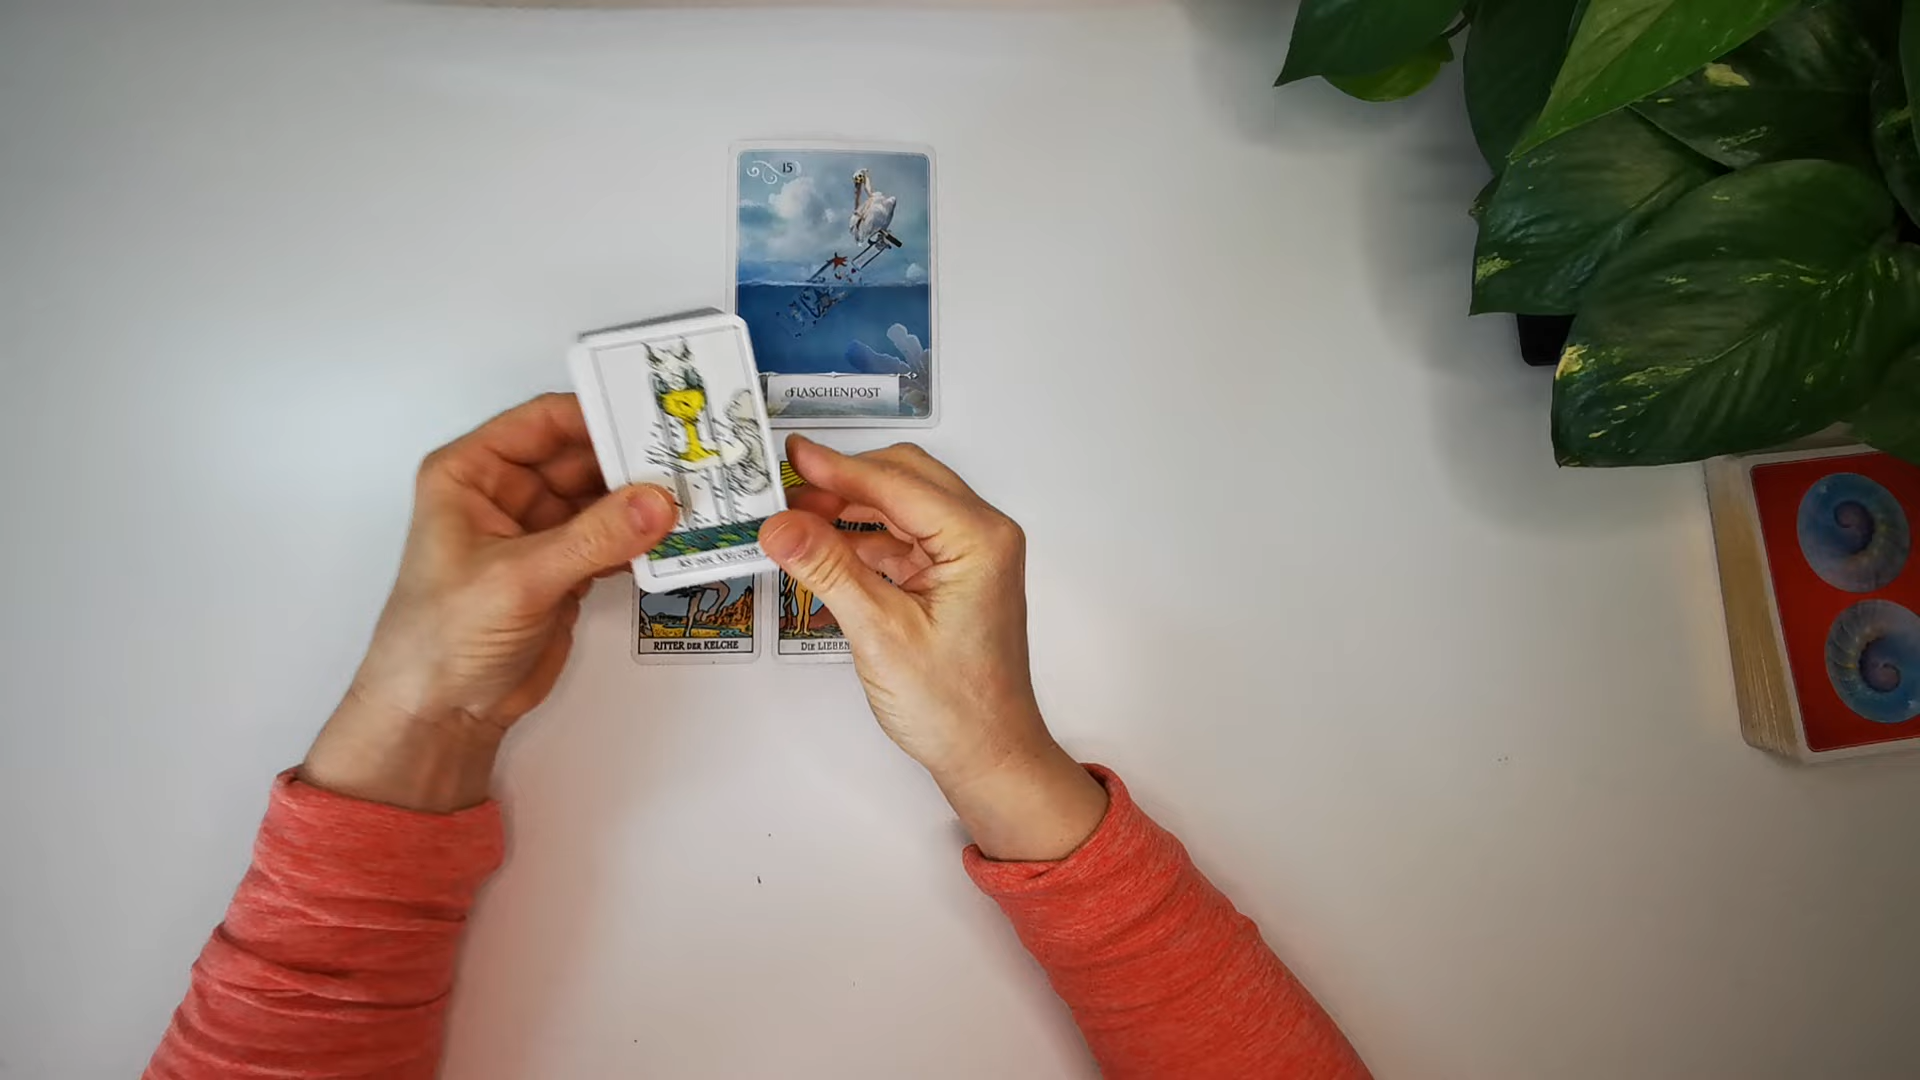 15
FLASCHENPOST
RITTER DER KELCHE
DIE LIEBEN